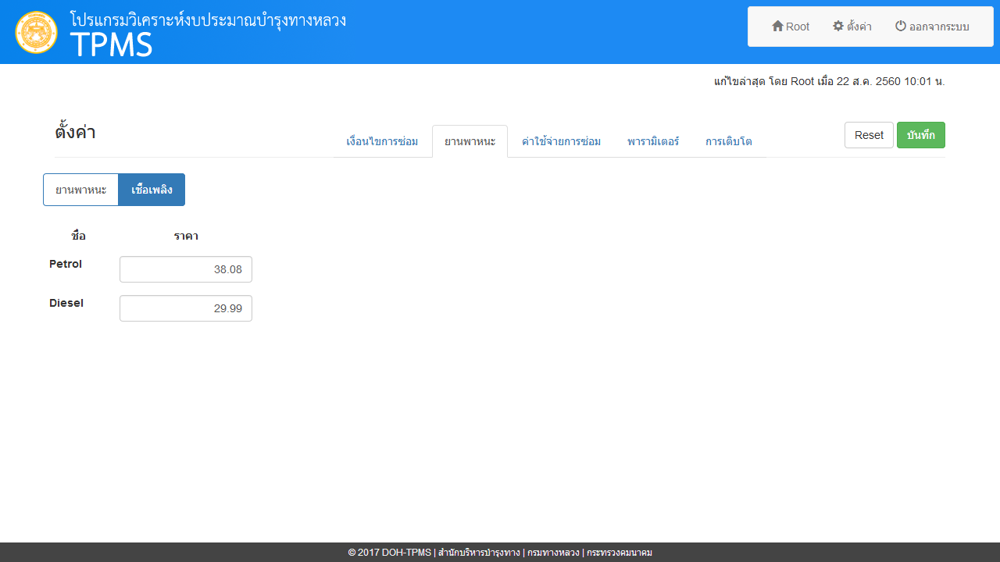 โปรแกรมวิเคราะห์งบประมาณบำรุงทางหลวง
TPMS
Root ตั้งค่า ออกจากระบบ
แก้ไขล่าสุด โดย Root เมื่อ 22 ส.ค. 2560 10:01 น.
ตั้งค่า
เงื่อนไขการซ่อม ยานพาหนะ ค่าใช้จ่ายการซ่อม พารามิเตอร์ การเติบโต
Reset บันทึก
ยานพาหนะ เชื้อเพลิง
ชื่อ ราคา
Petrol 38.08
Diesel 29.99
© 2017 DOH-TPMS | สำนักบริหารบำรุงทาง | กรมทางหลวง | กระทรวงคมนาคม